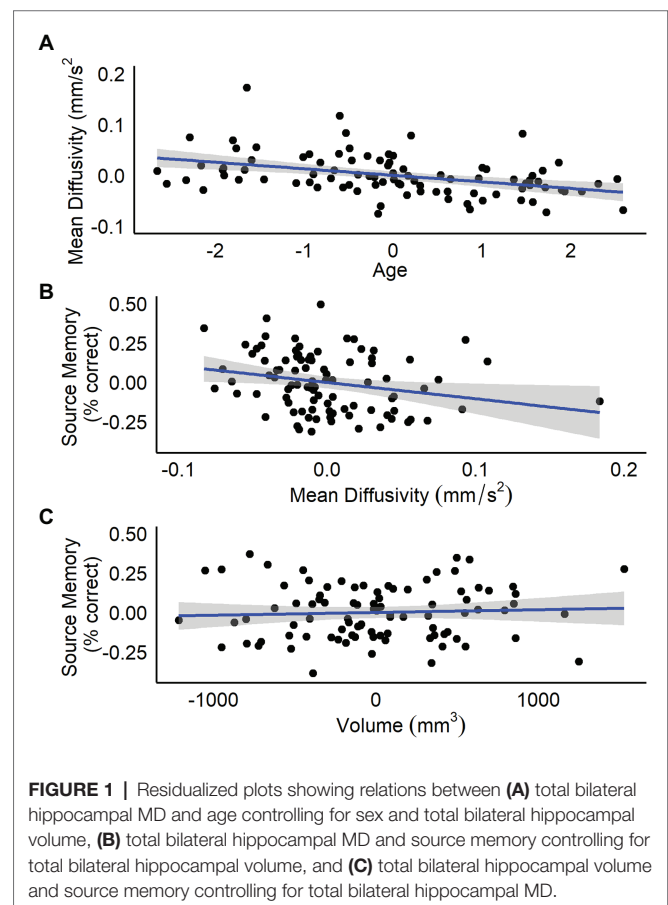 A
Mean Diffusivity (mm/s²)
0.2
0.1
0.0
-0.1
-2 -1 0 1 2
Age
B
Source Memory
(% correct)
0.50
0.25
0.00
-0.25
-0.1 0.0 0.1 0.2
Mean Diffusivity (mm/s²)
C
Source Memory
(% correct)
0.50
0.25
0.00
-0.25
-1000 0 1000
Volume (mm³)
FIGURE 1 | Residualized plots showing relations between (A) total bilateral
hippocampal MD and age controlling for sex and total bilateral hippocampal
volume, (B) total bilateral hippocampal MD and source memory controlling for
total bilateral hippocampal volume, and (C) total bilateral hippocampal volume
and source memory controlling for total bilateral hippocampal MD.